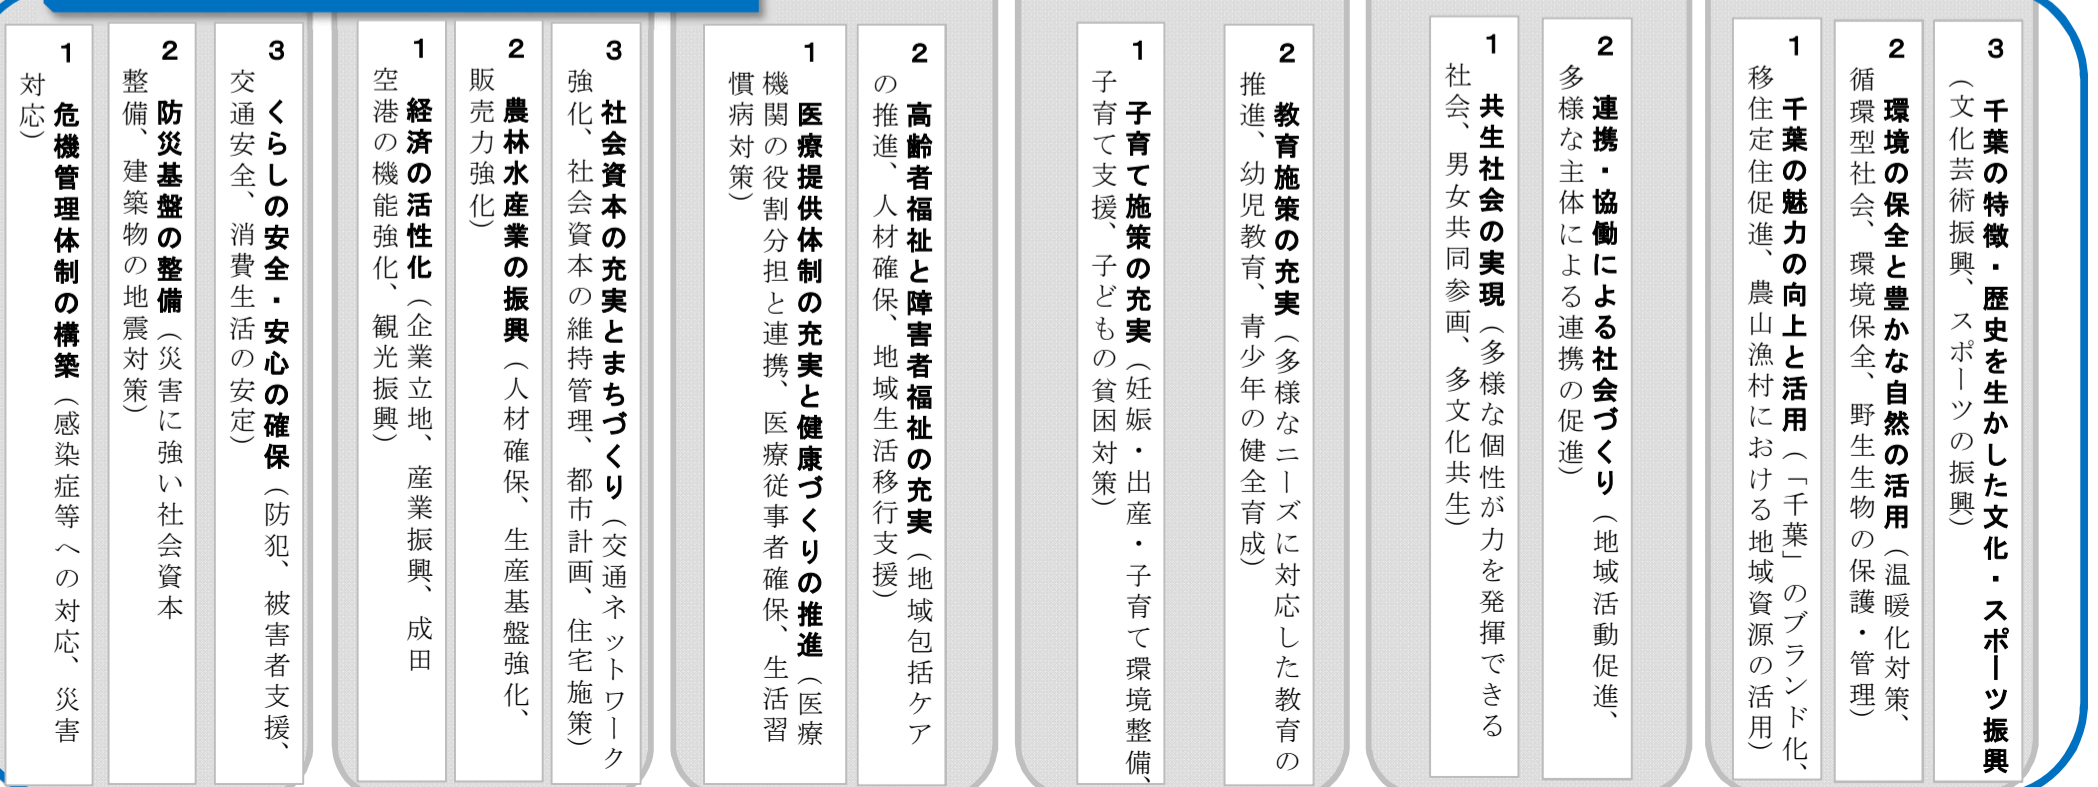 1 危機管理体制の構築（感染症等への対応、災害
対応）
2 防災基盤の整備（災害に強い社会資本
整備、建築物の地震対策）
3 くらしの安全・安心の確保（防犯、被害者支援、
交通安全、消費生活の安定）
1 経済の活性化（企業立地、産業振興、成田
空港の機能強化、観光振興）
2 農林水産業の振興（人材確保、生産基盤強化、
販売力強化）
3 社会資本の充実とまちづくり（交通ネットワーク
強化、社会資本の維持管理、都市計画、住宅施策）
1 医療提供体制の充実と健康づくりの推進（医療
機関の役割分担と連携、医療従事者確保、生活習
慣病対策）
2 高齢者福祉と障害者福祉の充実（地域包括ケア
の推進、人材確保、地域生活移行支援）
1 子育て施策の充実（妊娠・出産・子育て環境整備、
子育て支援、子どもの貧困対策）
2 教育施策の充実（多様なニーズに対応した教育の
推進、幼児教育、青少年の健全育成）
1 共生社会の実現（多様な個性が力を発揮できる
社会、男女共同参画、多文化共生）
2 連携・協働による社会づくり（地域活動促進、
多様な主体による連携の促進）
1 千葉の魅力の向上と活用（「千葉」のブランド化、
移住定住促進、農山漁村における地域資源の活用）
2 環境の保全と豊かな自然の活用（温暖化対策、
循環型社会、環境保全、野生生物の保護・管理）
3 千葉の特徴・歴史を生かした文化・スポーツ振興
（文化芸術振興、スポーツの振興）